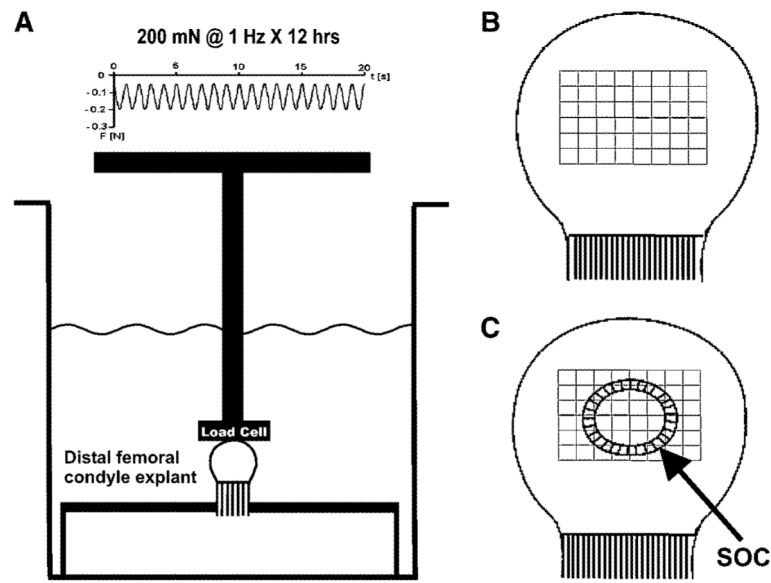 A
200 mN @ 1 Hz X 12 hrs
0 5 10 15 20
t [s]
0
-0.1
-0.2
-0.3
F [N]
Load Cell
Distal femoral
condyle explant
B
C
SOC